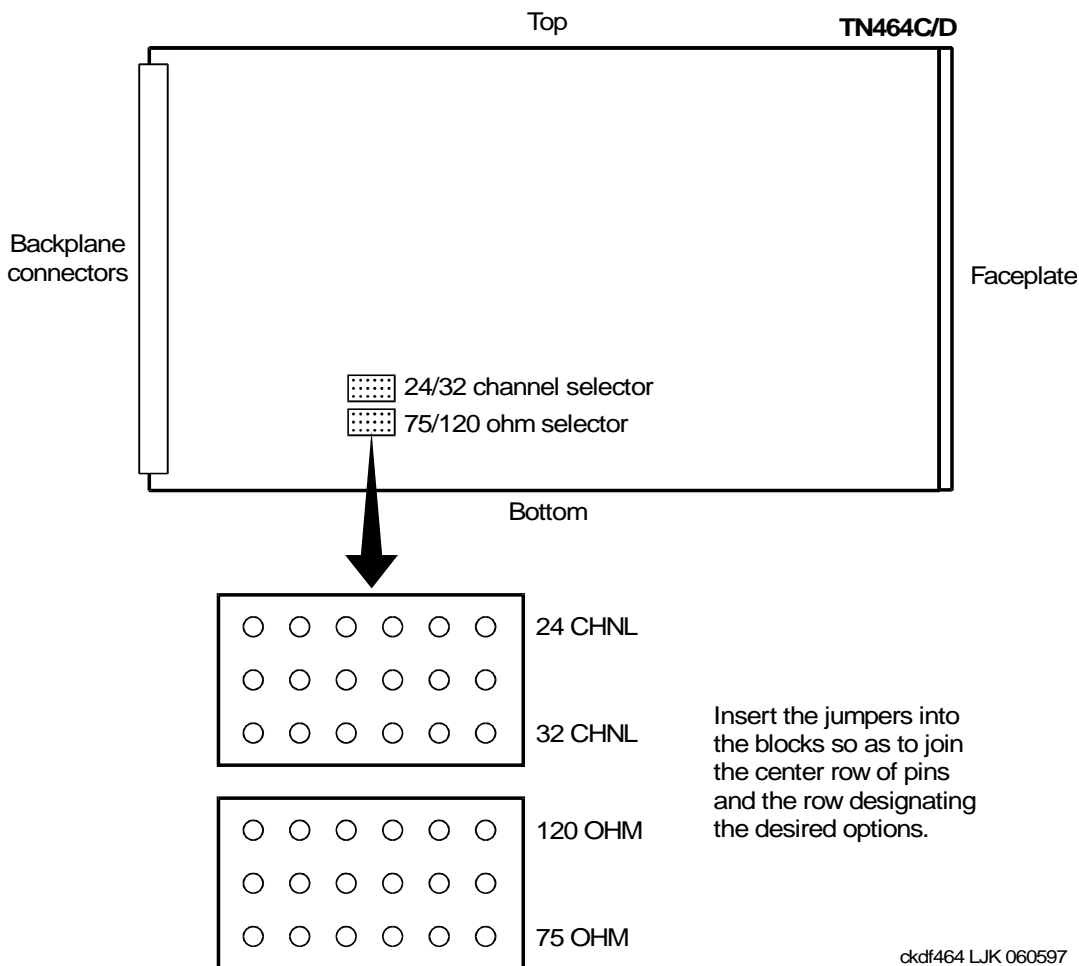 Top
TN464C/D
Backplane
connectors
Faceplate
24/32 channel selector
75/120 ohm selector
Bottom
24 CHNL
32 CHNL
Insert the jumpers into
the blocks so as to join
the center row of pins
and the row designating
the desired options.
120 OHM
75 OHM
ckdf464 LJK 060597